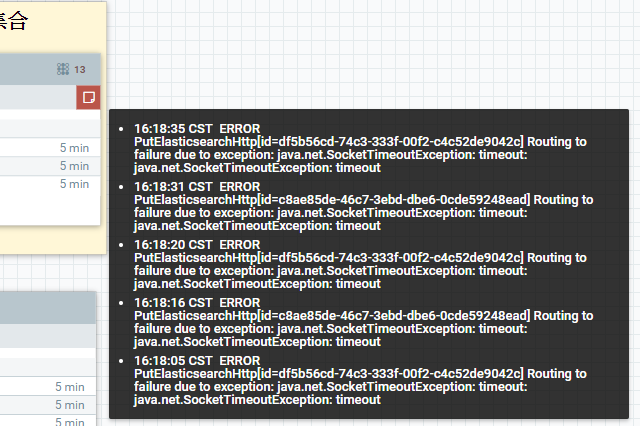 集合
13
5 min
5 min
5 min
16:18:35 CST ERROR
PutElasticsearchHttp[id=df5b56cd-74c3-333f-00f2-c4c52de9042c] Routing to
failure due to exception: java.net.SocketTimeoutException: timeout:
java.net.SocketTimeoutException: timeout
16:18:31 CST ERROR
PutElasticsearchHttp[id=c8ae85de-46c7-3ebd-dbe6-0cde59248ead] Routing to
failure due to exception: java.net.SocketTimeoutException: timeout:
java.net.SocketTimeoutException: timeout
16:18:20 CST ERROR
PutElasticsearchHttp[id=df5b56cd-74c3-333f-00f2-c4c52de9042c] Routing to
failure due to exception: java.net.SocketTimeoutException: timeout:
java.net.SocketTimeoutException: timeout
16:18:16 CST ERROR
PutElasticsearchHttp[id=c8ae85de-46c7-3ebd-dbe6-0cde59248ead] Routing to
failure due to exception: java.net.SocketTimeoutException: timeout:
java.net.SocketTimeoutException: timeout
16:18:05 CST ERROR
PutElasticsearchHttp[id=df5b56cd-74c3-333f-00f2-c4c52de9042c] Routing to
failure due to exception: java.net.SocketTimeoutException: timeout:
java.net.SocketTimeoutException: timeout
5 min
5 min
5 min